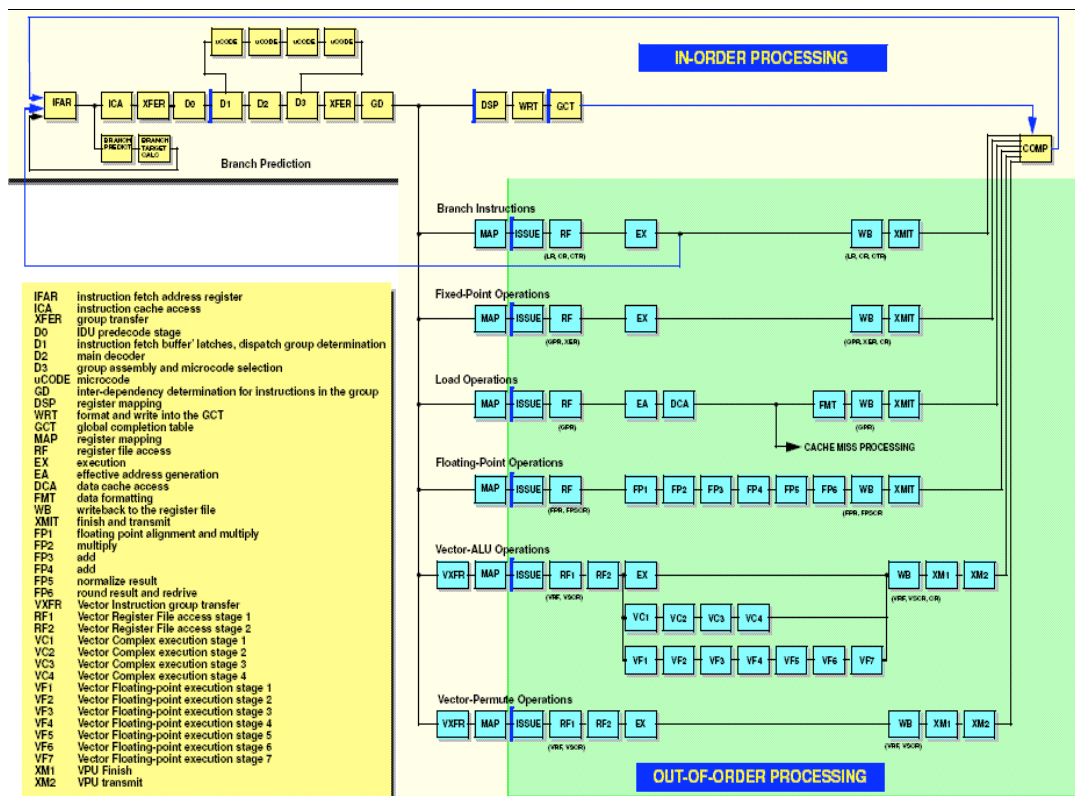 uCODE uCODE uCODE uCODE
IN-ORDER PROCESSING
IFAR ICA XFER D0 D1 D2 D3 XFER GD DSP WRT GCT
BRANCH PREDICT
BRANCH TARGET CALC
COMP
Branch Prediction
Branch Instructions
MAP ISSUE RF EX WB XMIT
(LR, CR, CTR) (LR, CR, CTR)
Fixed-Point Operations
MAP ISSUE RF EX WB XMIT
(GPR, XER) (GPR, XER, CR)
Load Operations
MAP ISSUE RF EA DCA FMT WB XMIT
(GPR) (GPR)
CACHE MISS PROCESSING
Floating-Point Operations
MAP ISSUE RF FP1 FP2 FP3 FP4 FP5 FP6 WB XMIT
(FPR, FPSCR) (FPR, FPSCR
Vector-ALU Operations
VXFR MAP ISSUE RF1 RF2 EX WB XM1 XM2
(VRF, VSCR) (VRF, VSCR, CR)
VC1 VC2 VC3 VC4
VF1 VF2 VF3 VF4 VF5 VF6 VF7
Vector-Permute Operations
VXFR MAP ISSUE RF1 RF2 EX WB XM1 XM2
(VRF, VSCR) (VRF, VSCR)
OUT-OF-ORDER PROCESSING
IFAR instruction fetch address register
ICA instruction cache access
XFER group transfer
D0 IDU predecode stage
D1 instruction fetch buffer' latches, dispatch group determination
D2 main decoder
D3 group assembly and microcode selection
uCODE microcode
GD inter-dependency determination for instructions in the group
DSP register mapping
WRT format and write into the GCT
GCT global completion table
MAP register mapping
RF register file access
EX execution
EA effective address generation
DCA data cache access
FMT data formatting
WB writeback to the register file
XMIT finish and transmit
FP1 floating point alignment and multiply
FP2 multiply
FP3 add
FP4 add
FP5 normalize result
FP6 round result and redrive
VXFR Vector Instruction group transfer
RF1 Vector Register File access stage 1
RF2 Vector Register File access stage 2
VC1 Vector Complex execution stage 1
VC2 Vector Complex execution stage 2
VC3 Vector Complex execution stage 3
VC4 Vector Complex execution stage 4
VF1 Vector Floating-point execution stage 1
VF2 Vector Floating-point execution stage 2
VF3 Vector Floating-point execution stage 3
VF4 Vector Floating-point execution stage 4
VF5 Vector Floating-point execution stage 5
VF6 Vector Floating-point execution stage 6
VF7 Vector Floating-point execution stage 7
XM1 VPU Finish
XM2 VPU transmit